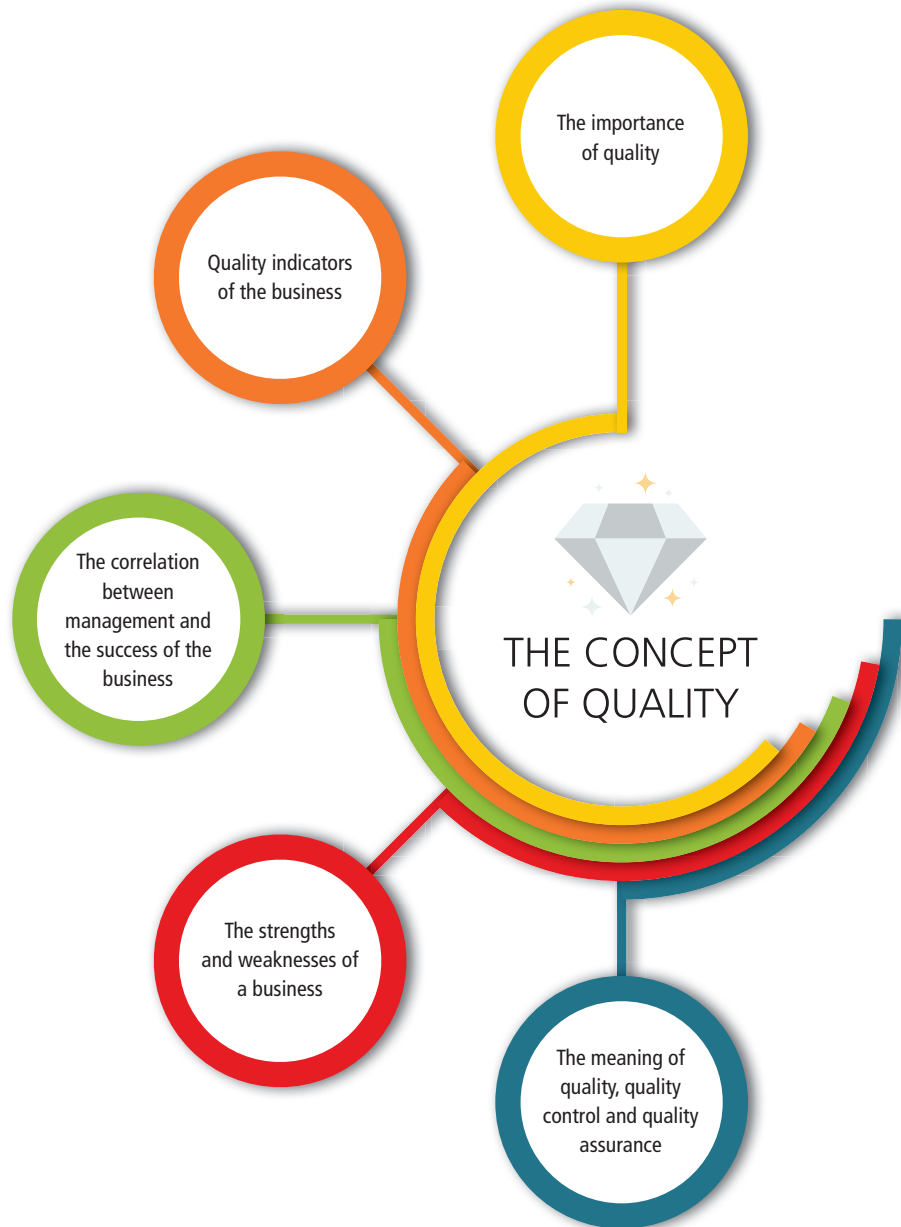 The importance
of quality
Quality indicators
of the business
The correlation
between
management and
the success of the
business
THE CONCEPT
OF QUALITY
The strengths
and weaknesses of
a business
The meaning of
quality, quality
control and quality
assurance